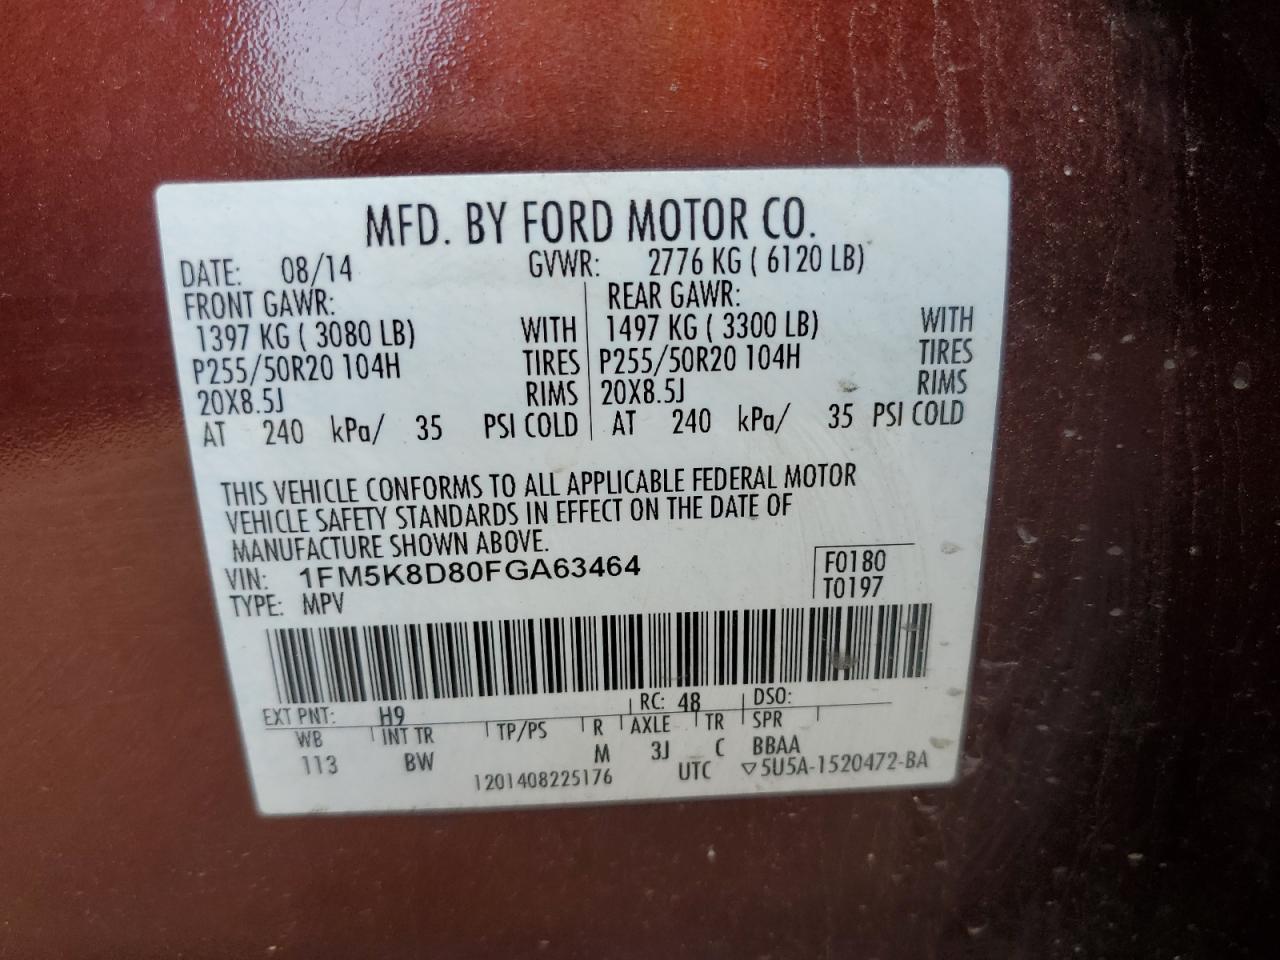 MFD. BY FORD MOTOR CO.
DATE: 08/14 GVWR: 2776 KG ( 6120 LB)
FRONT GAWR: REAR GAWR:
1397 KG ( 3080 LB) WITH 1497 KG ( 3300 LB) WITH
P255/50R20 104H TIRES P255/50R20 104H TIRES
20X8.5J RIMS 20X8.5J RIMS
AT 240 kPa/ 35 PSI COLD AT 240 kPa/ 35 PSI COLD
THIS VEHICLE CONFORMS TO ALL APPLICABLE FEDERAL MOTOR
VEHICLE SAFETY STANDARDS IN EFFECT ON THE DATE OF
MANUFACTURE SHOWN ABOVE.
VIN: 1FM5K8D80FGA63464 F0180
TYPE: MPV T0197
EXT PNT: H9 RC: 48 DSO:
WB INT TR TP/PS R AXLE TR SPR
113 BW M 3J C BBAA
1201408225176 UTC ▽5U5A-1520472-BA